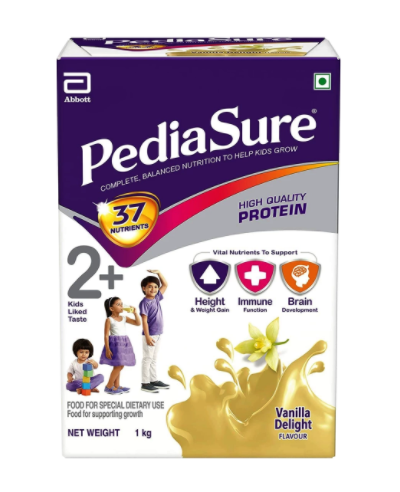 PediaSure
Abbott
PediaSure®
COMPLETE, BALANCED NUTRITION TO HELP KIDS GROW
37
NUTRIENTS
HIGH QUALITY
PROTEIN
2+
Kids
Liked
Taste
Vital Nutrients To Support
Height
& Weight Gain
Immune
Function
Brain
Development
FOOD FOR SPECIAL DIETARY USE
Food for supporting growth
NET WEIGHT 1 kg
Vanilla
Delight
FLAVOUR